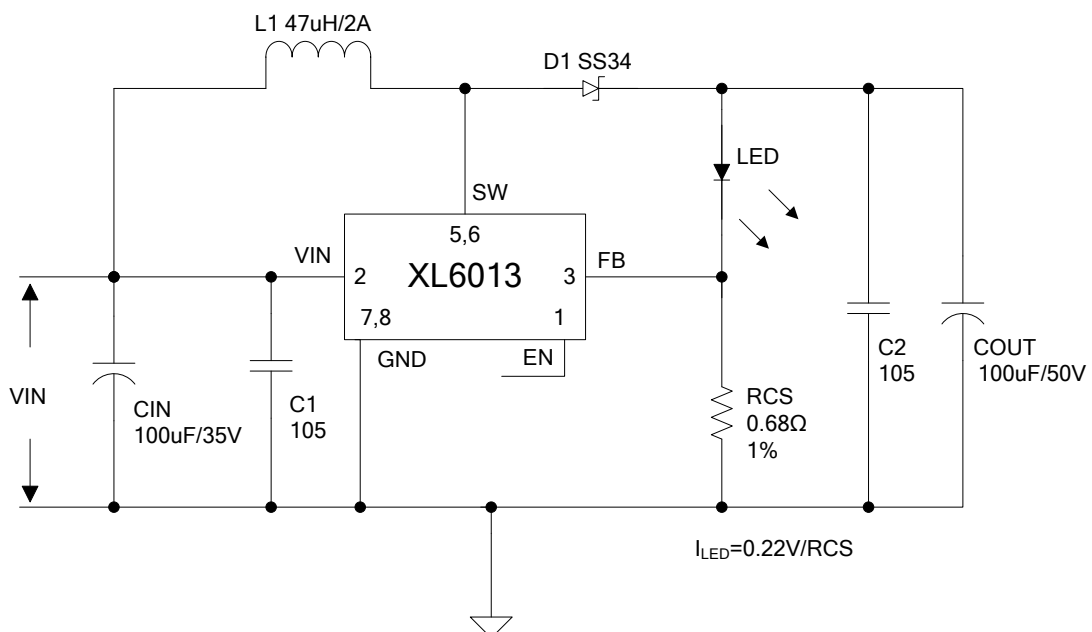 L1 47uH/2A
D1 SS34
LED
SW
5,6
VIN
2
XL6013
3
FB
7,8
1
GND
EN
VIN
CIN
100uF/35V
C1
105
RCS
0.68Ω
1%
C2
105
COUT
100uF/50V
ILED=0.22V/RCS